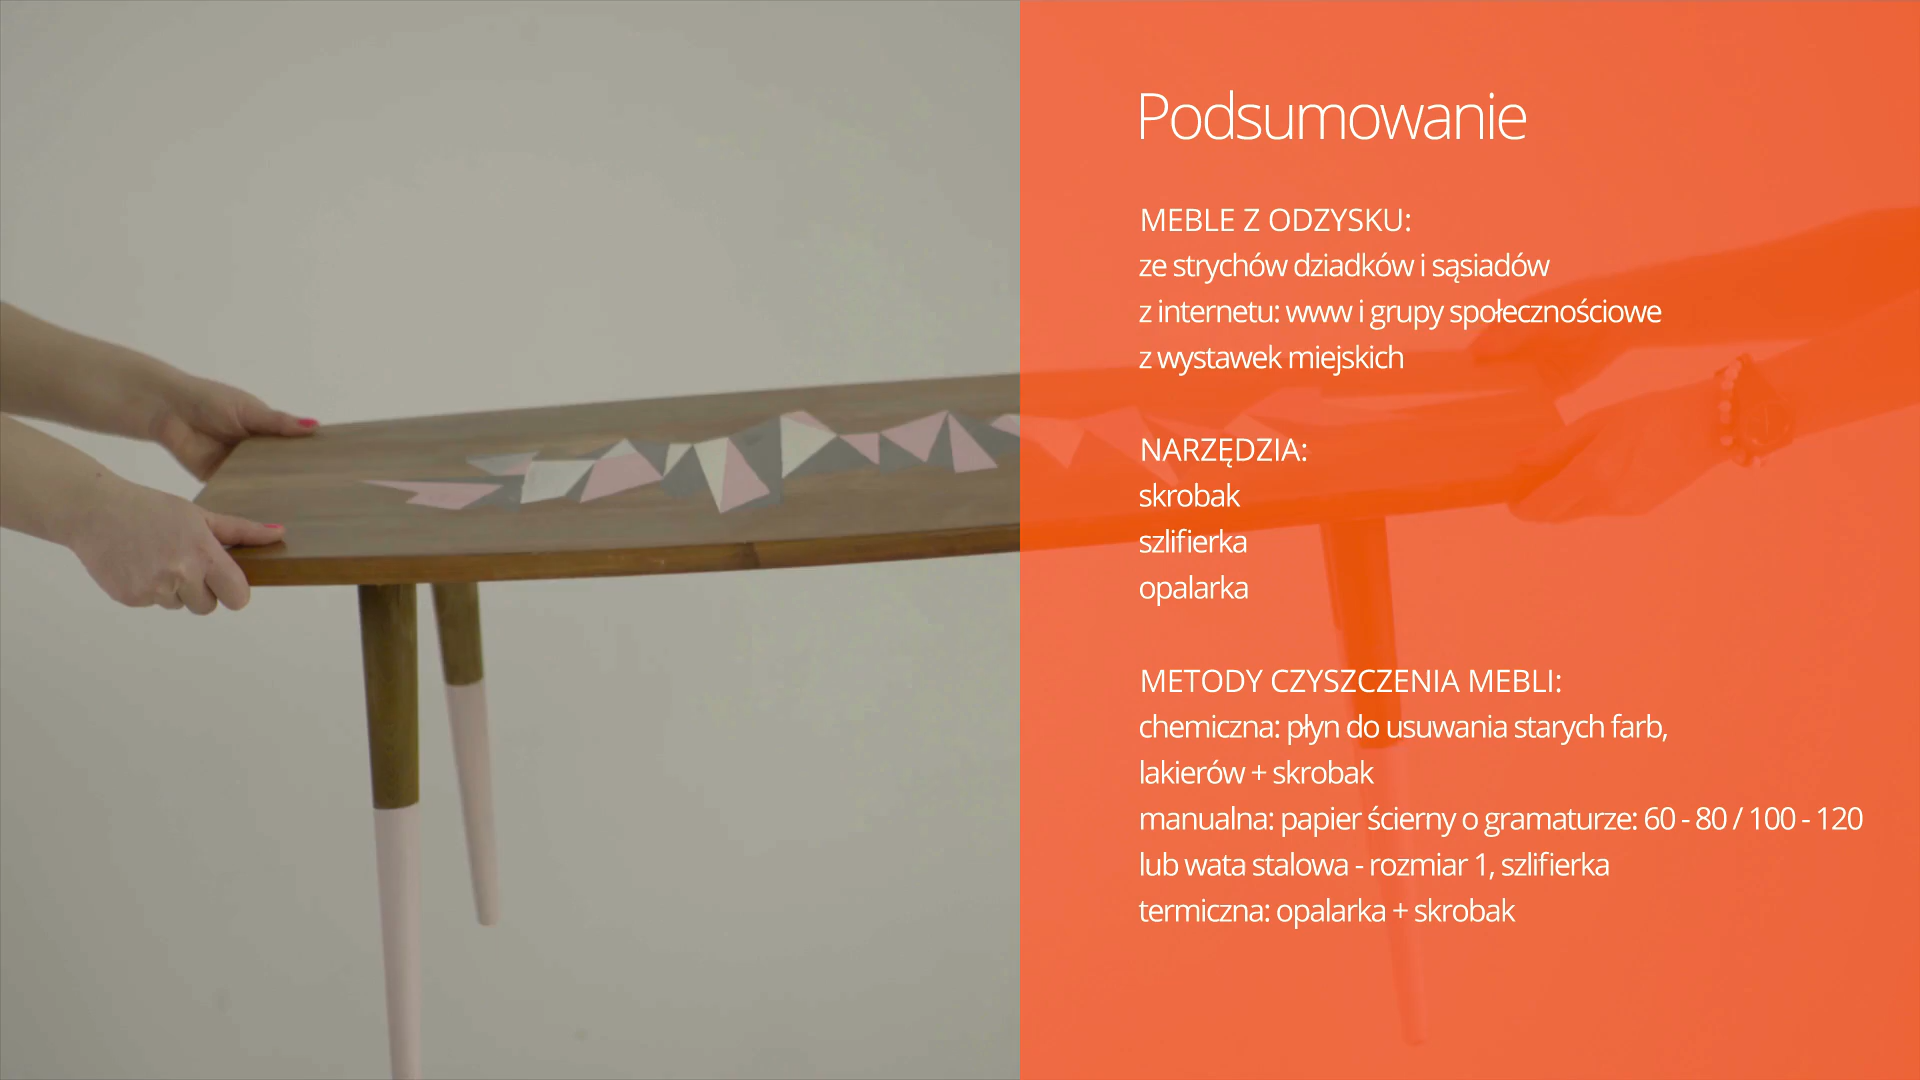 Podsumowanie
MEBLE Z ODZYSKU:
ze strychów dziadków i sąsiadów
z internetu: www i grupy społecznościowe
z wystawek miejskich
NARZĘDZIA:
skrobak
szlifierka
opalarka
METODY CZYSZCZENIA MEBLI:
chemiczna: płyn do usuwania starych farb,
lakierów + skrobak
manualna: papier ścierny o gramaturze: 60 - 80 / 100 - 120
lub wata stalowa - rozmiar 1, szlifierka
termiczna: opalarka + skrobak